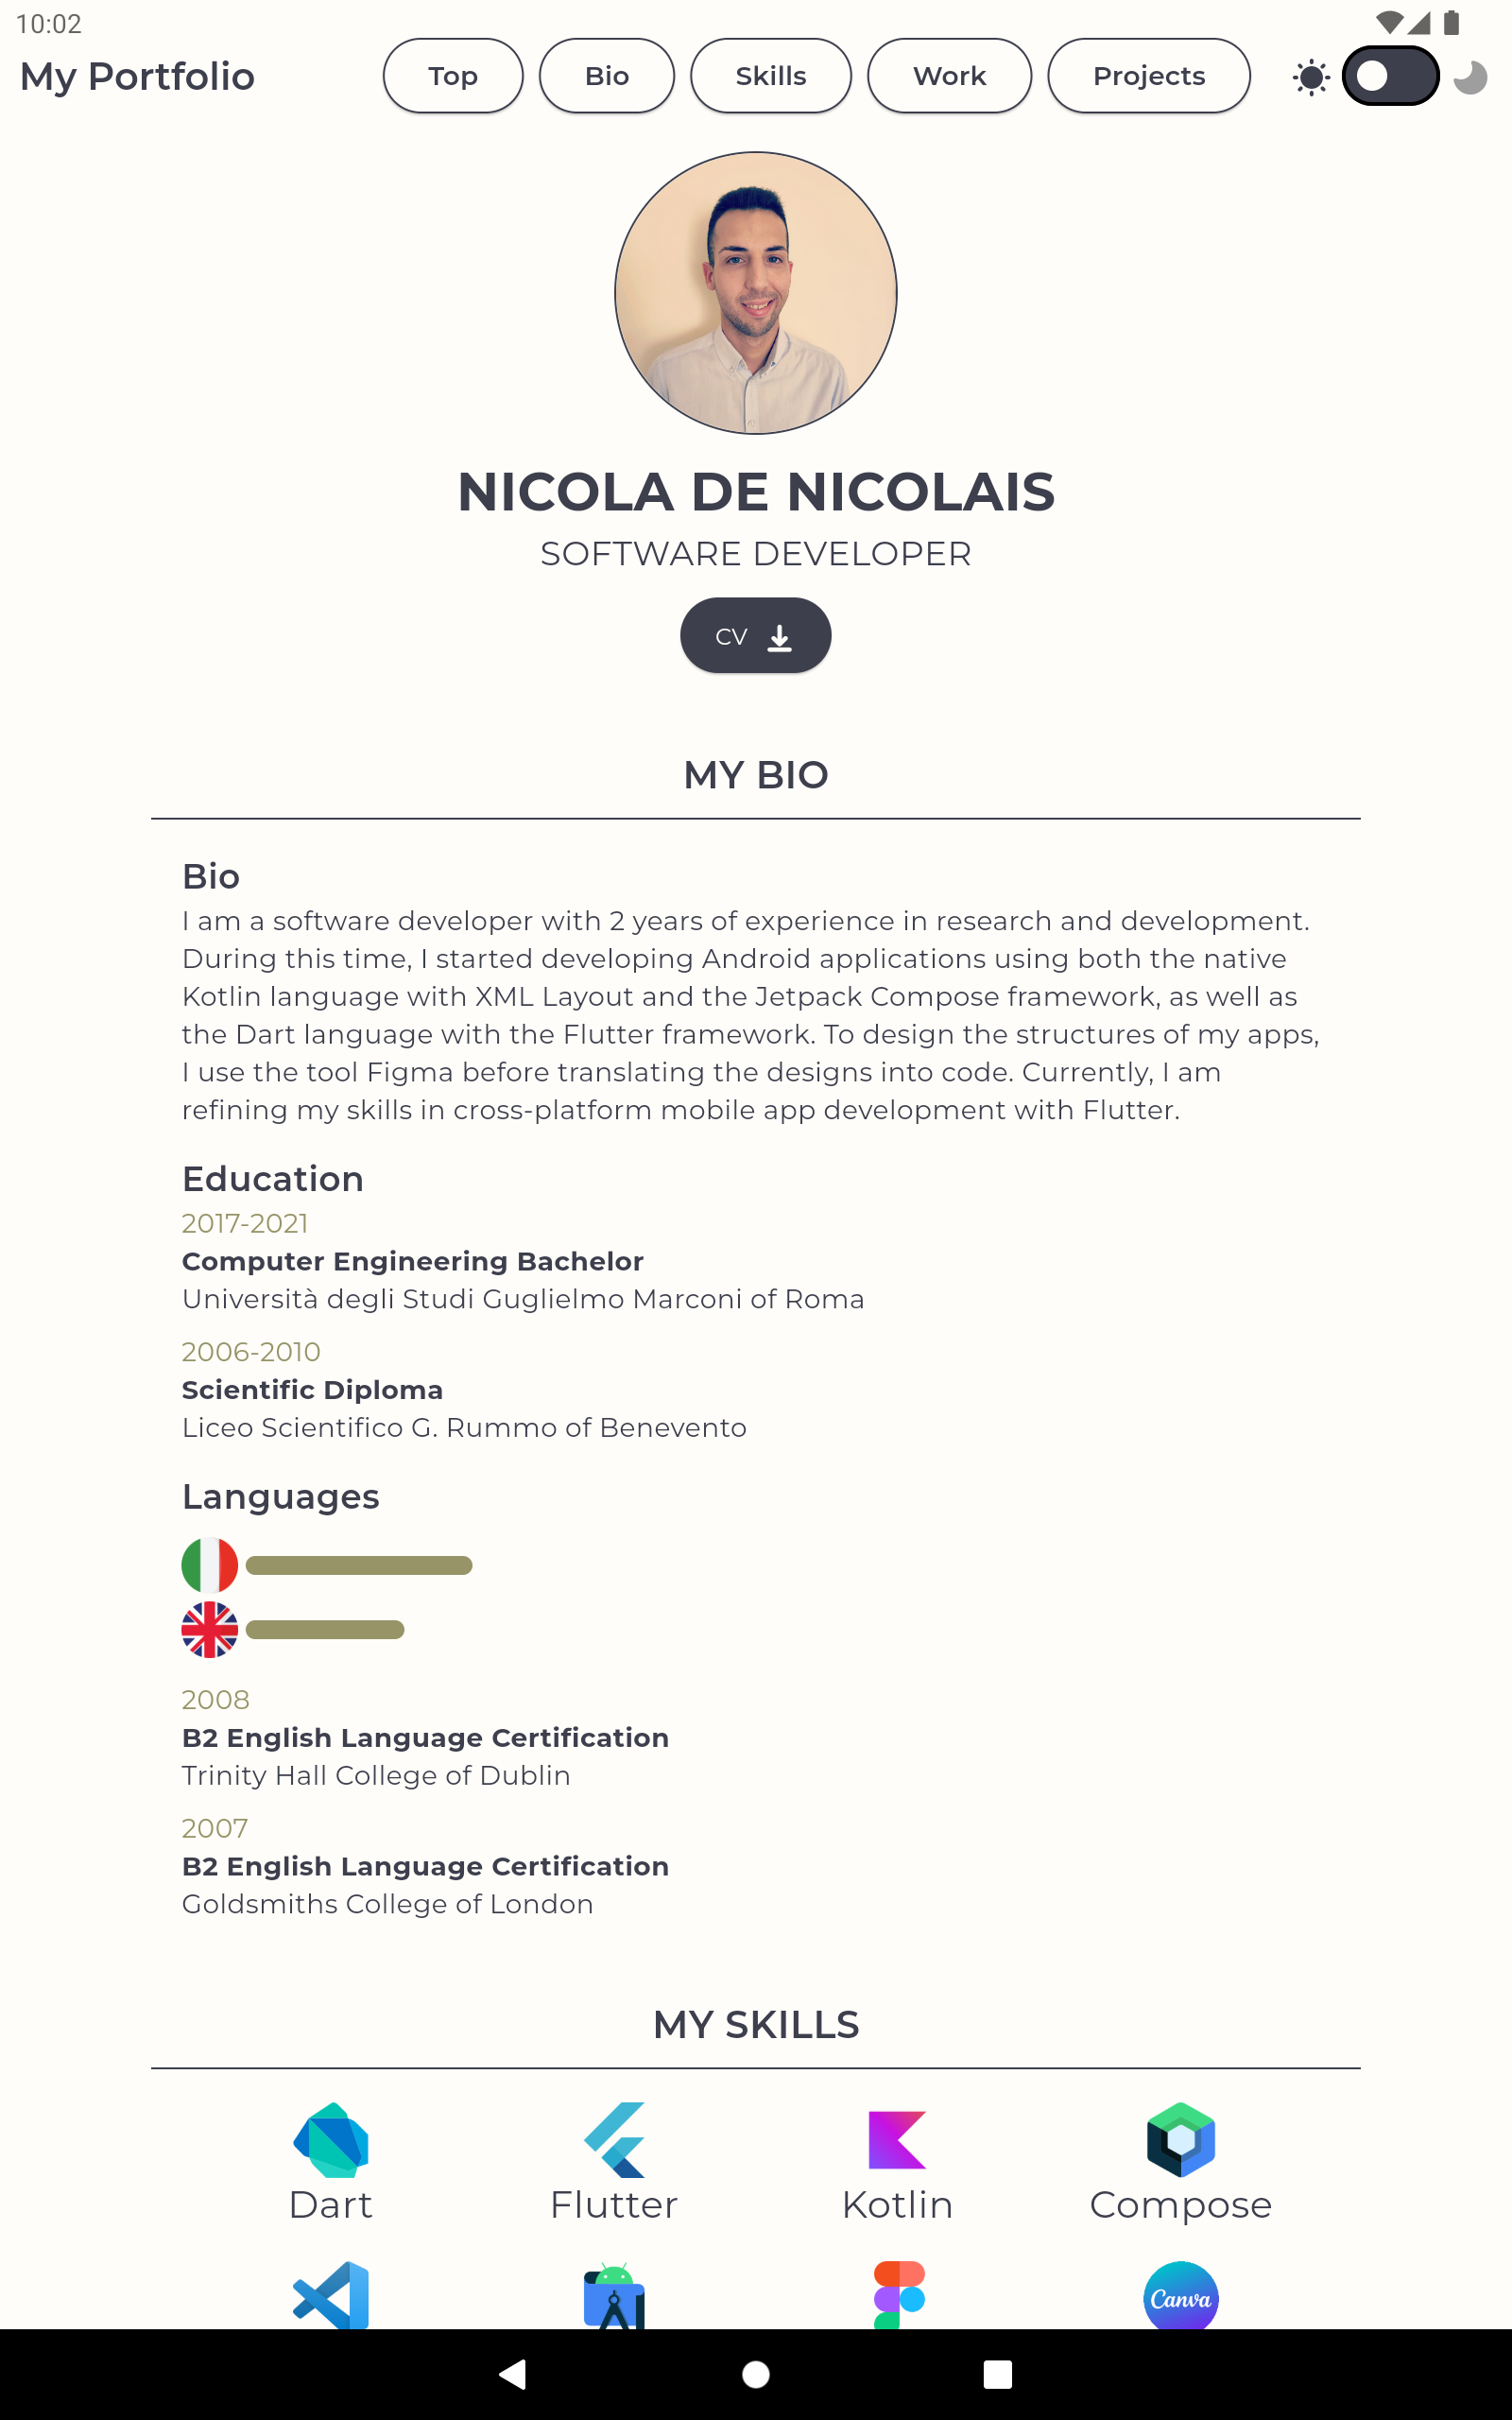 10:02
My Portfolio
Top
Bio
Skills
Work
Projects
NICOLA DE NICOLAIS
SOFTWARE DEVELOPER
CV
MY BIO
Bio
I am a software developer with 2 years of experience in research and development.
During this time, I started developing Android applications using both the native
Kotlin language with XML Layout and the Jetpack Compose framework, as well as
the Dart language with the Flutter framework. To design the structures of my apps,
I use the tool Figma before translating the designs into code. Currently, I am
refining my skills in cross-platform mobile app development with Flutter.
Education
2017-2021
Computer Engineering Bachelor
Università degli Studi Guglielmo Marconi of Roma
2006-2010
Scientific Diploma
Liceo Scientifico G. Rummo of Benevento
Languages
2008
B2 English Language Certification
Trinity Hall College of Dublin
2007
B2 English Language Certification
Goldsmiths College of London
MY SKILLS
Dart
Flutter
Kotlin
Compose
Canva